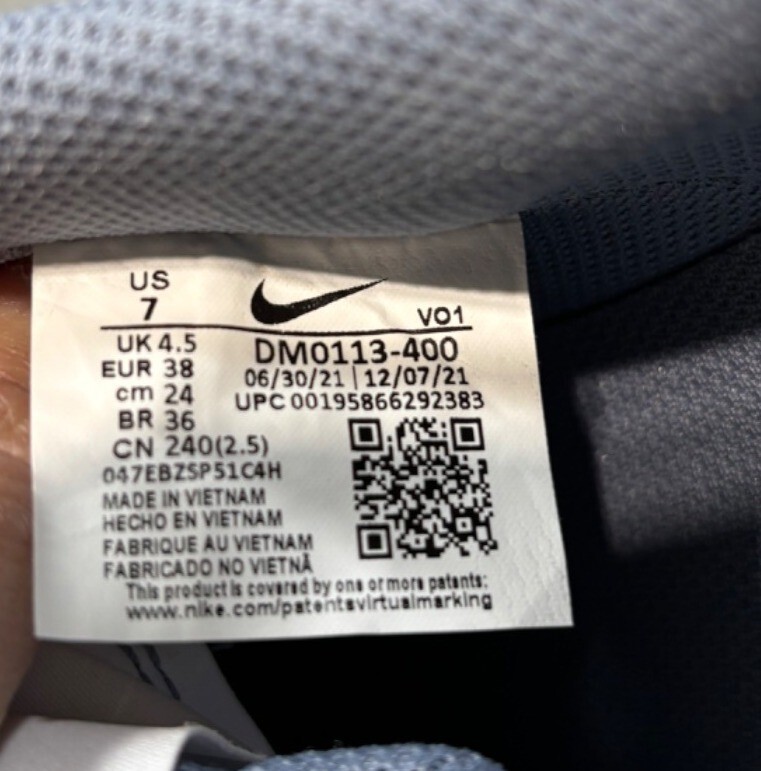 US
7
VO1
UK 4.5
DM0113-400
EUR 38
06/30/21 | 12/07/21
cm 24
UPC 00195866292383
BR 36
CN 240(2.5)
047EBZSP51C4H
MADE IN VIETNAM
HECHO EN VIETNAM
FABRIQUE AU VIETNAM
FABRICADO NO VIETNÃ
This product is covered by one or more patents:
www.nike.com/patentsvirtualmarking